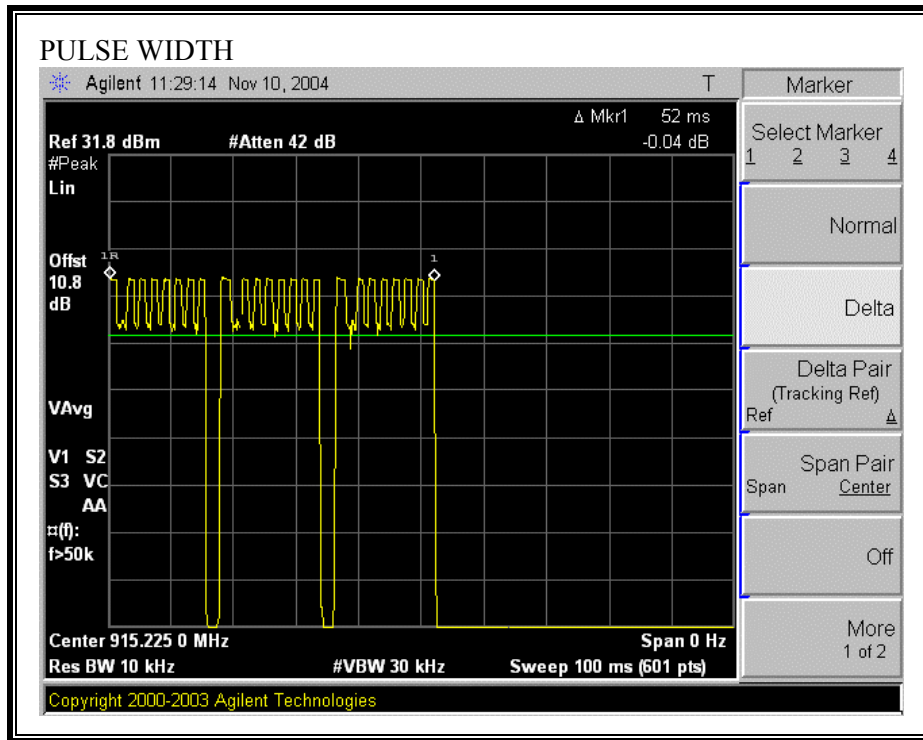 PULSE WIDTH
Agilent 11:29:14 Nov 10, 2004 T
Δ Mkr1 52 ms
Ref 31.8 dBm #Atten 42 dB -0.04 dB
#Peak
Lin
Offst
10.8
dB
1R
1
VAvg
V1 S2
S3 VC
AA
¤(f):
f>50k
Center 915.225 0 MHz Span 0 Hz
Res BW 10 kHz #VBW 30 kHz Sweep 100 ms (601 pts)
Copyright 2000-2003 Agilent Technologies
Marker
Select Marker
1 2 3 4
Normal
Delta
Delta Pair
(Tracking Ref)
Ref Δ
Span Pair
Span Center
Off
More
1 of 2